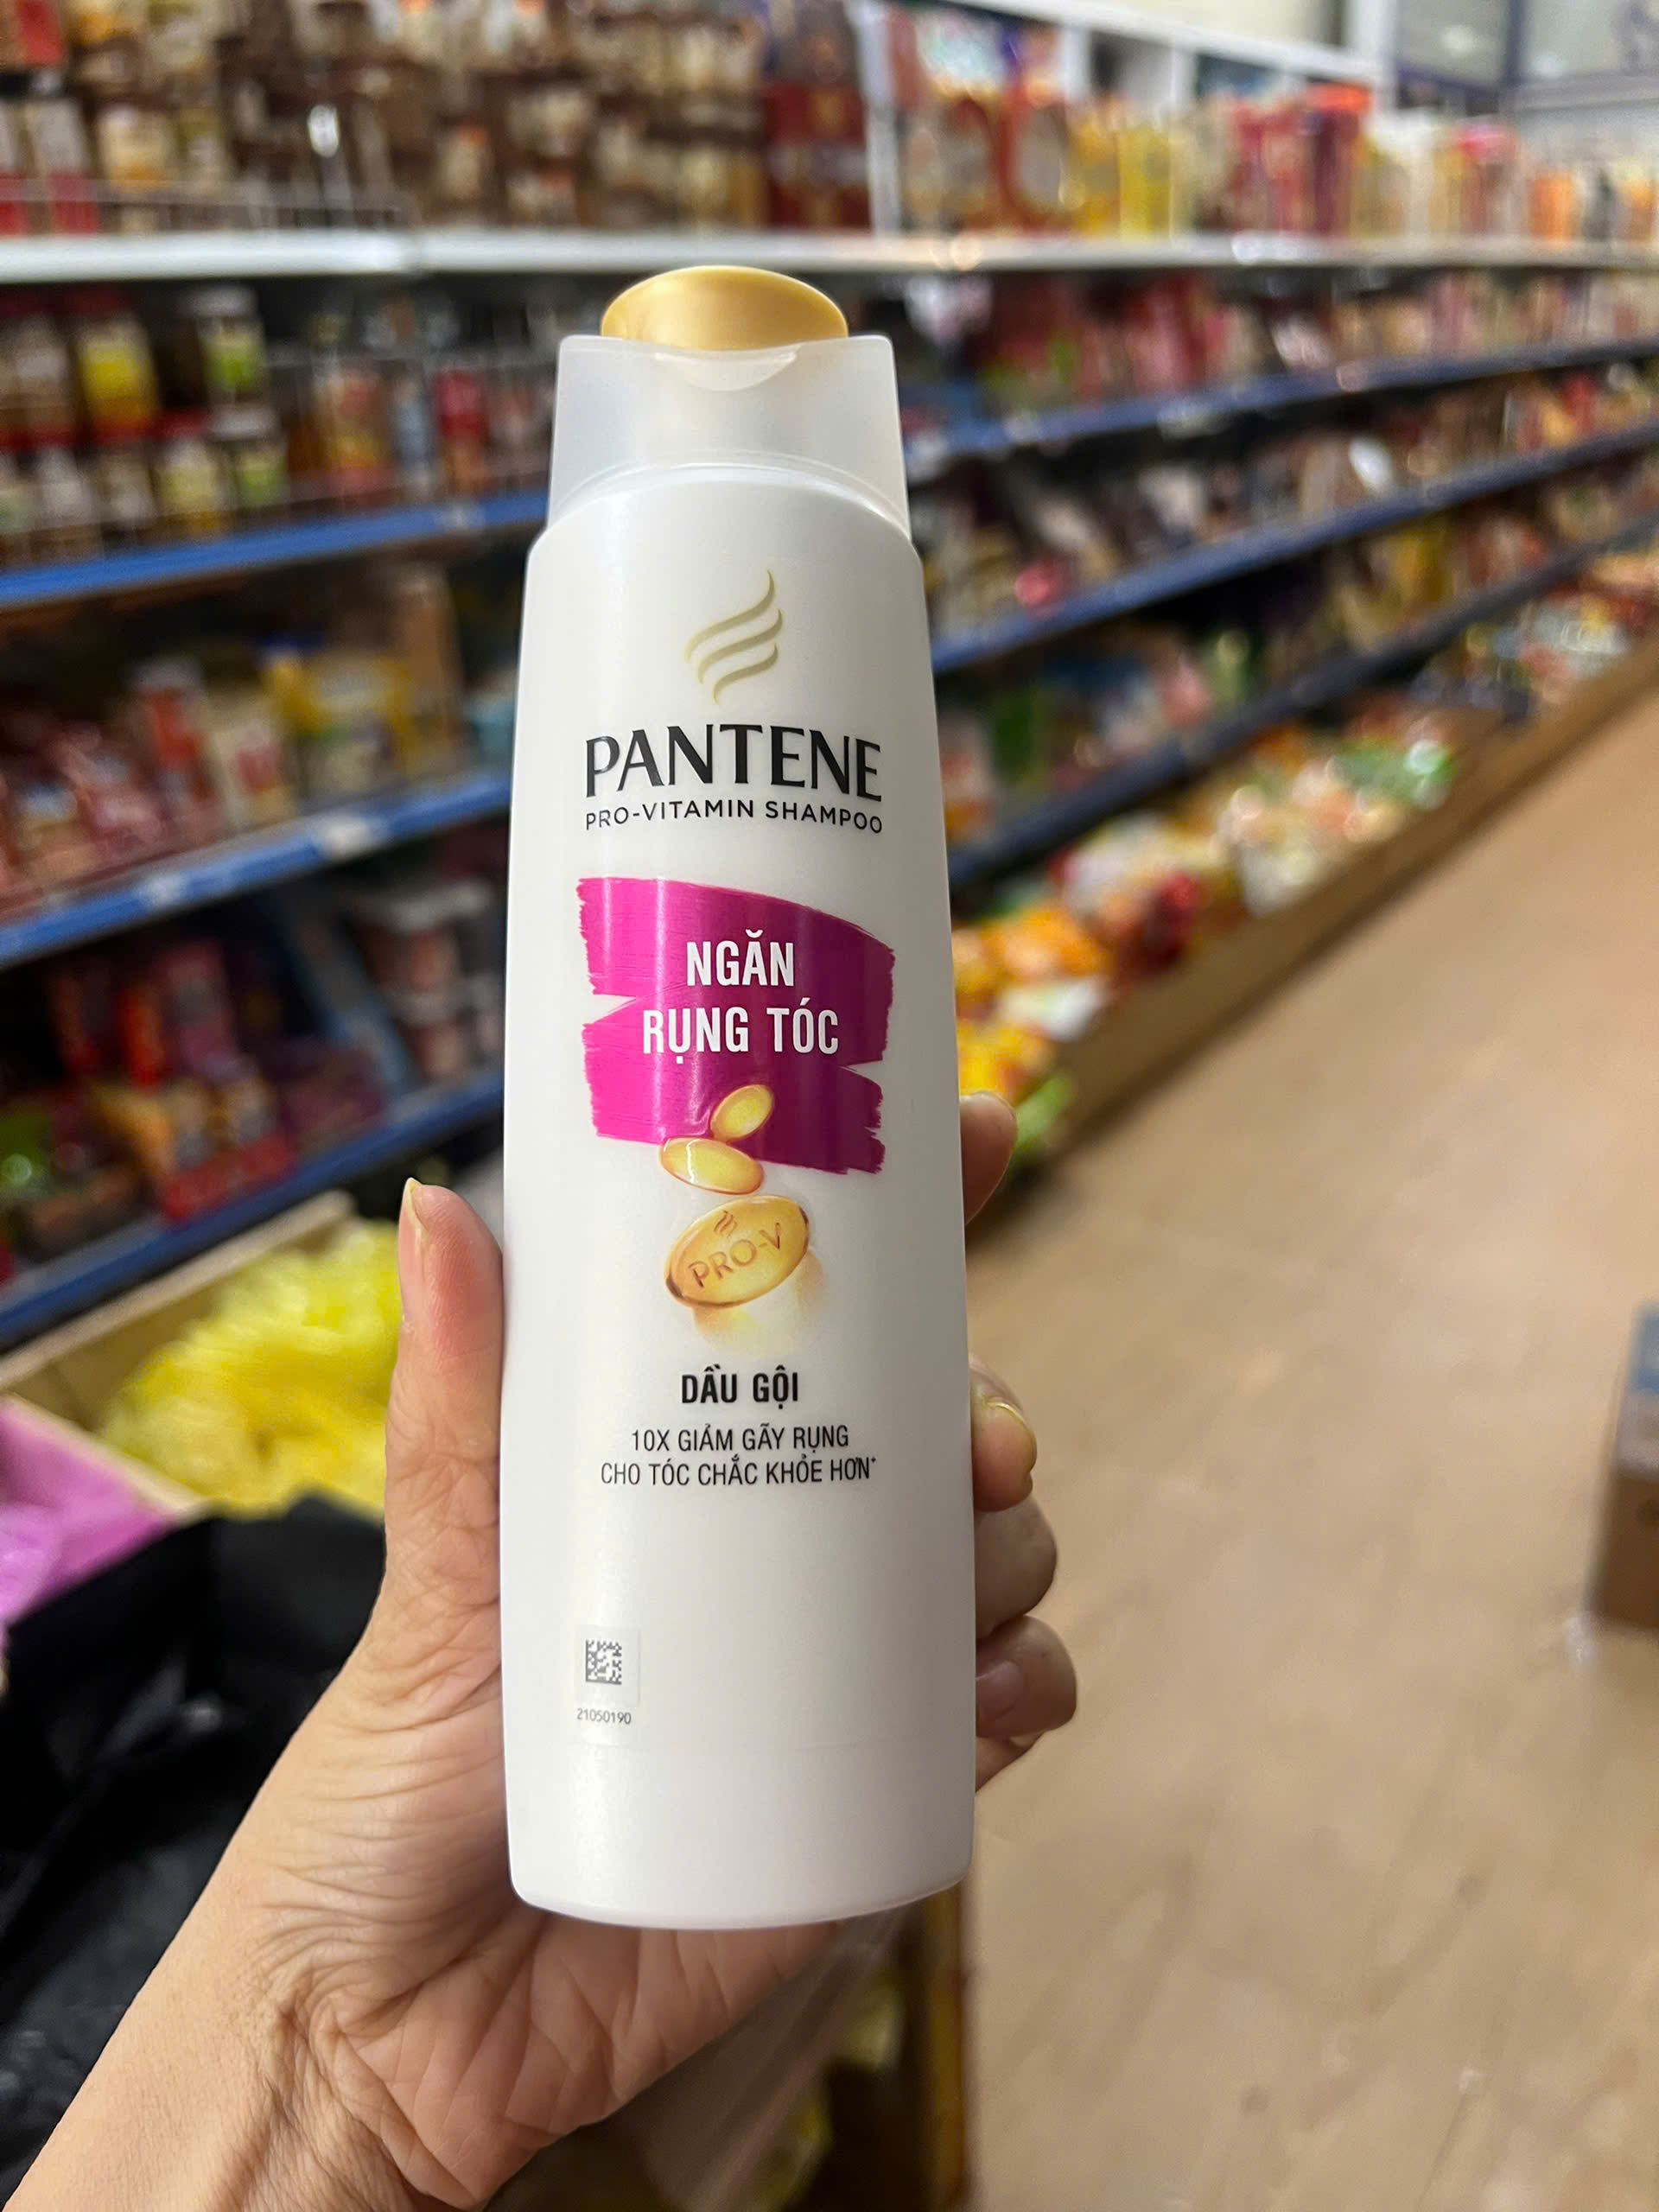 PANTENE
PRO-VITAMIN SHAMPOO
NGĂN
RỤNG TÓC
PRO-V
DẦU GỘI
10X GIẢM GÃY RỤNG
CHO TÓC CHẮC KHỎE HƠN*
21050190